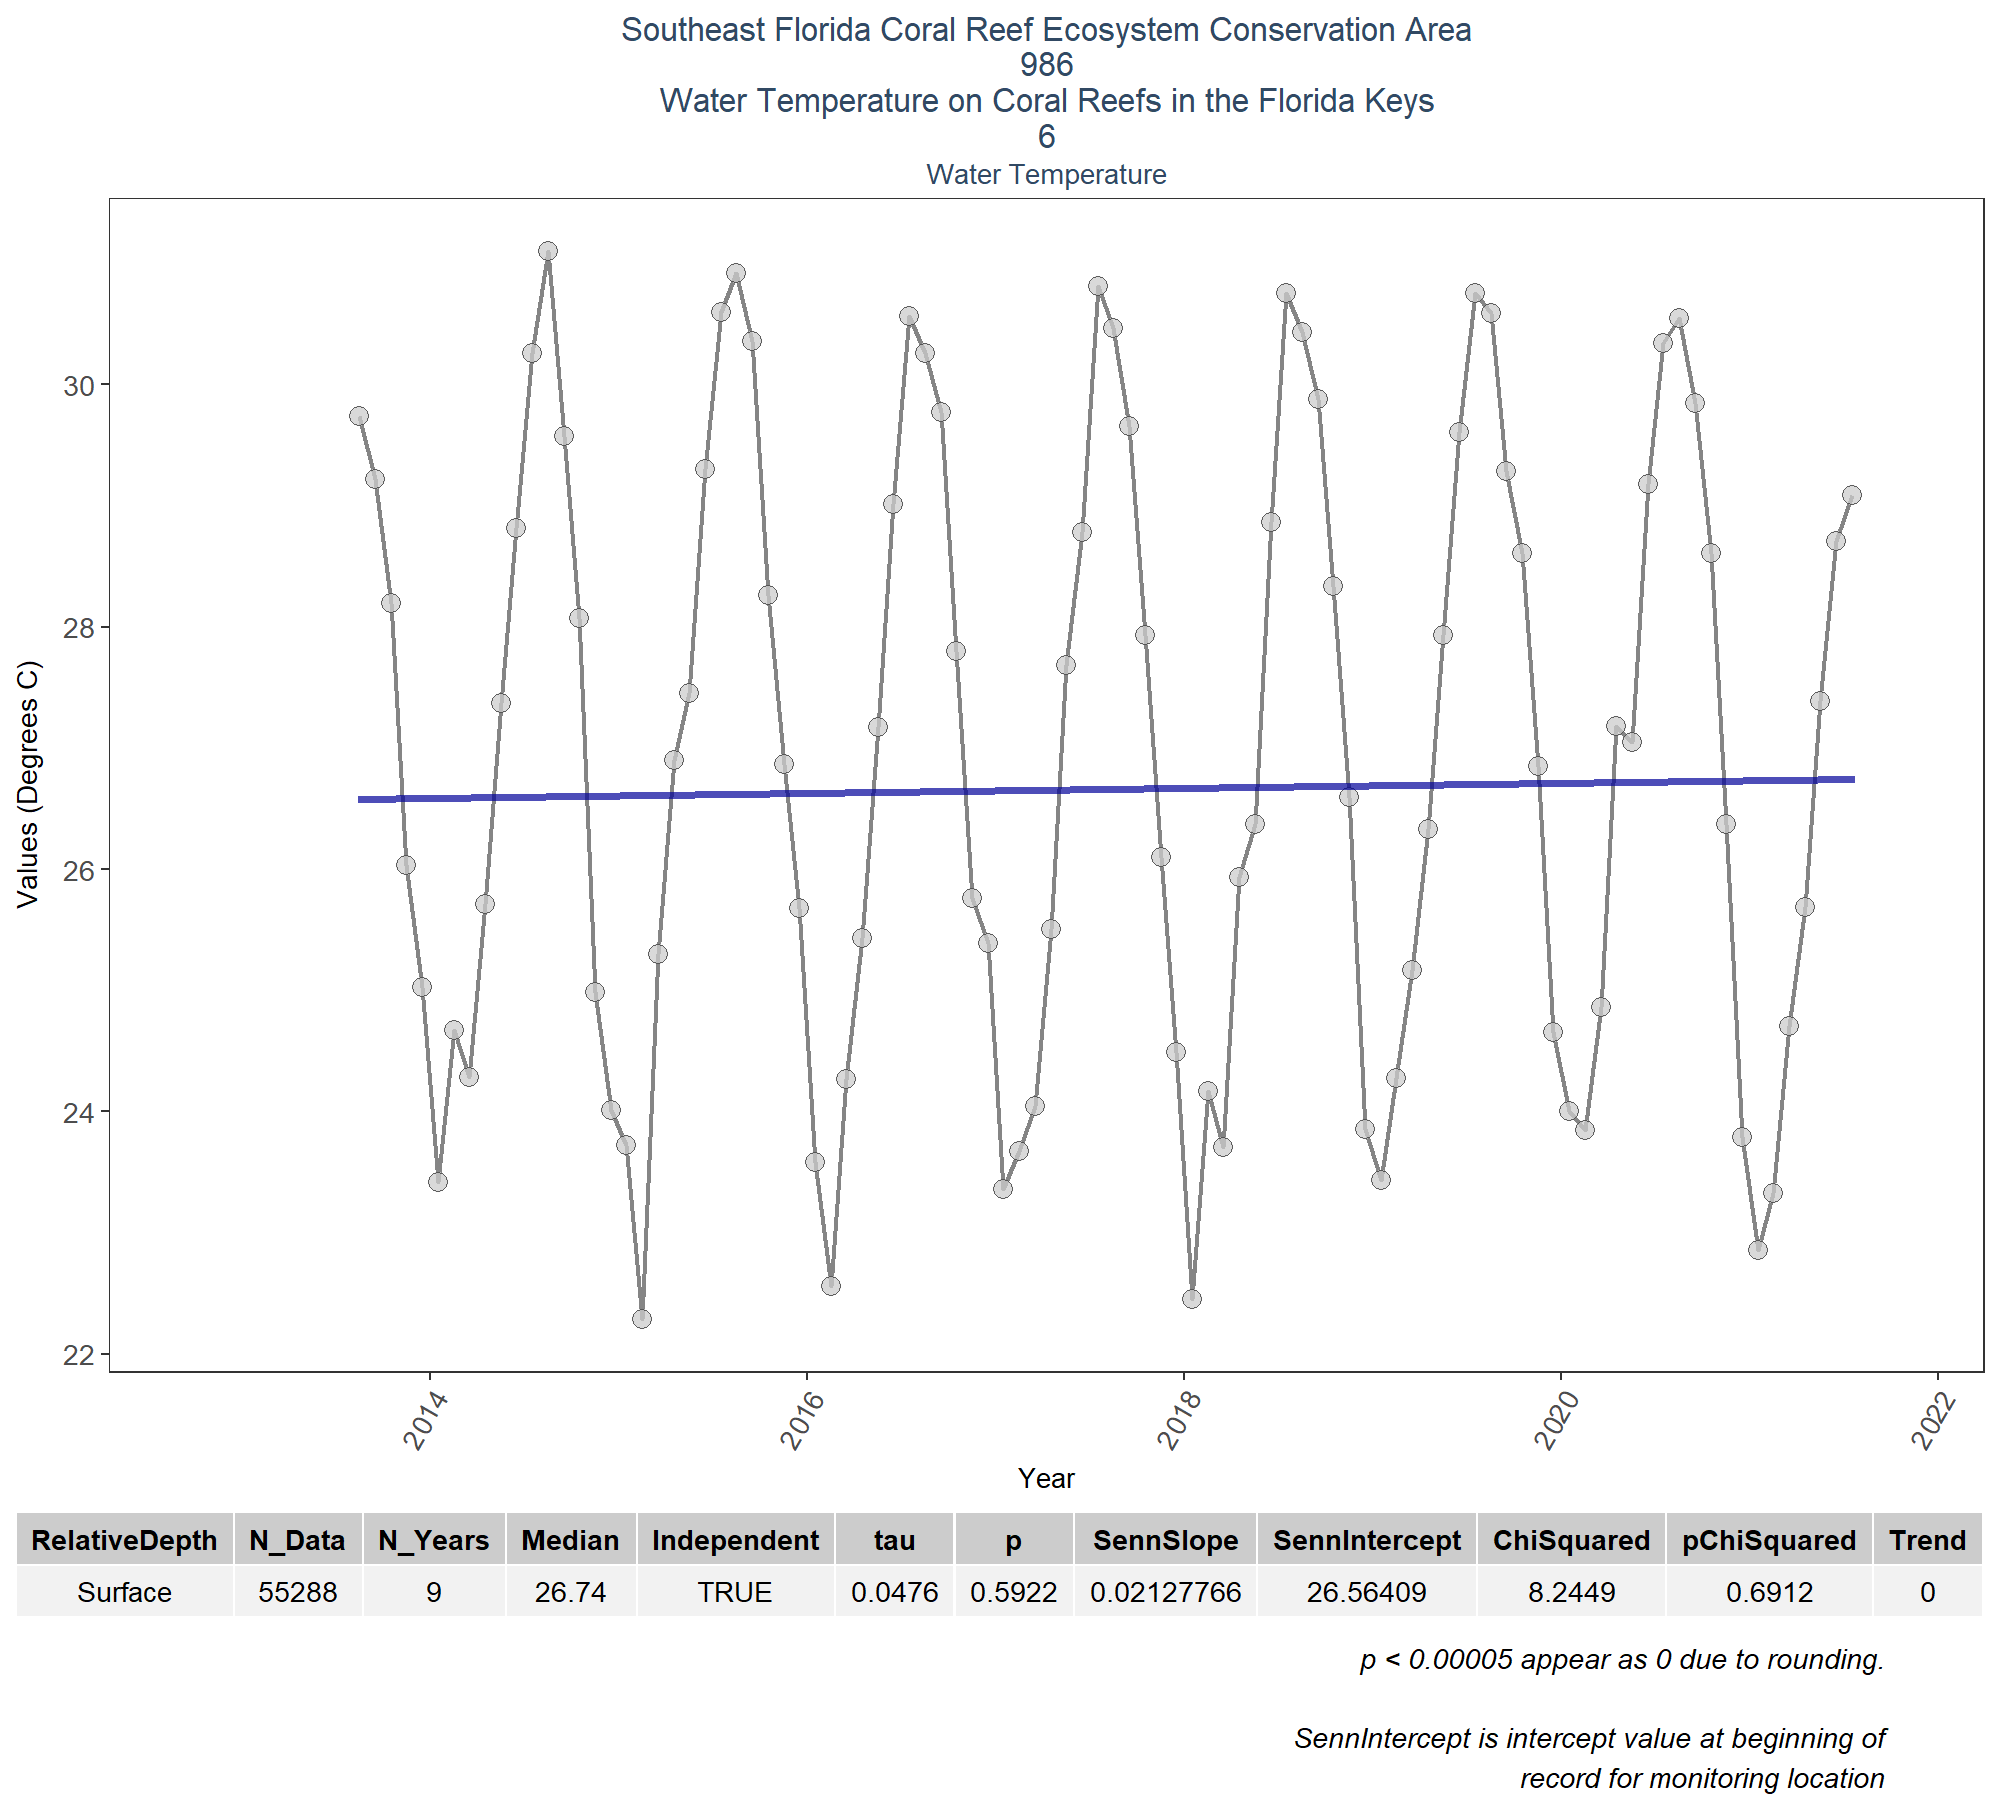 Southeast Florida Coral Reef Ecosystem Conservation Area
986
Water Temperature on Coral Reefs in the Florida Keys
6
Water Temperature
Values (Degrees C)
30
28
26
24
22
2014
2016
2018
2020
2022
Year
RelativeDepth N_Data N_Years Median Independent tau p SennSlope SennIntercept ChiSquared pChiSquared Trend
Surface 55288 9 26.74 TRUE 0.0476 0.5922 0.02127766 26.56409 8.2449 0.6912 0
p < 0.00005 appear as 0 due to rounding.
SennIntercept is intercept value at beginning of
record for monitoring location